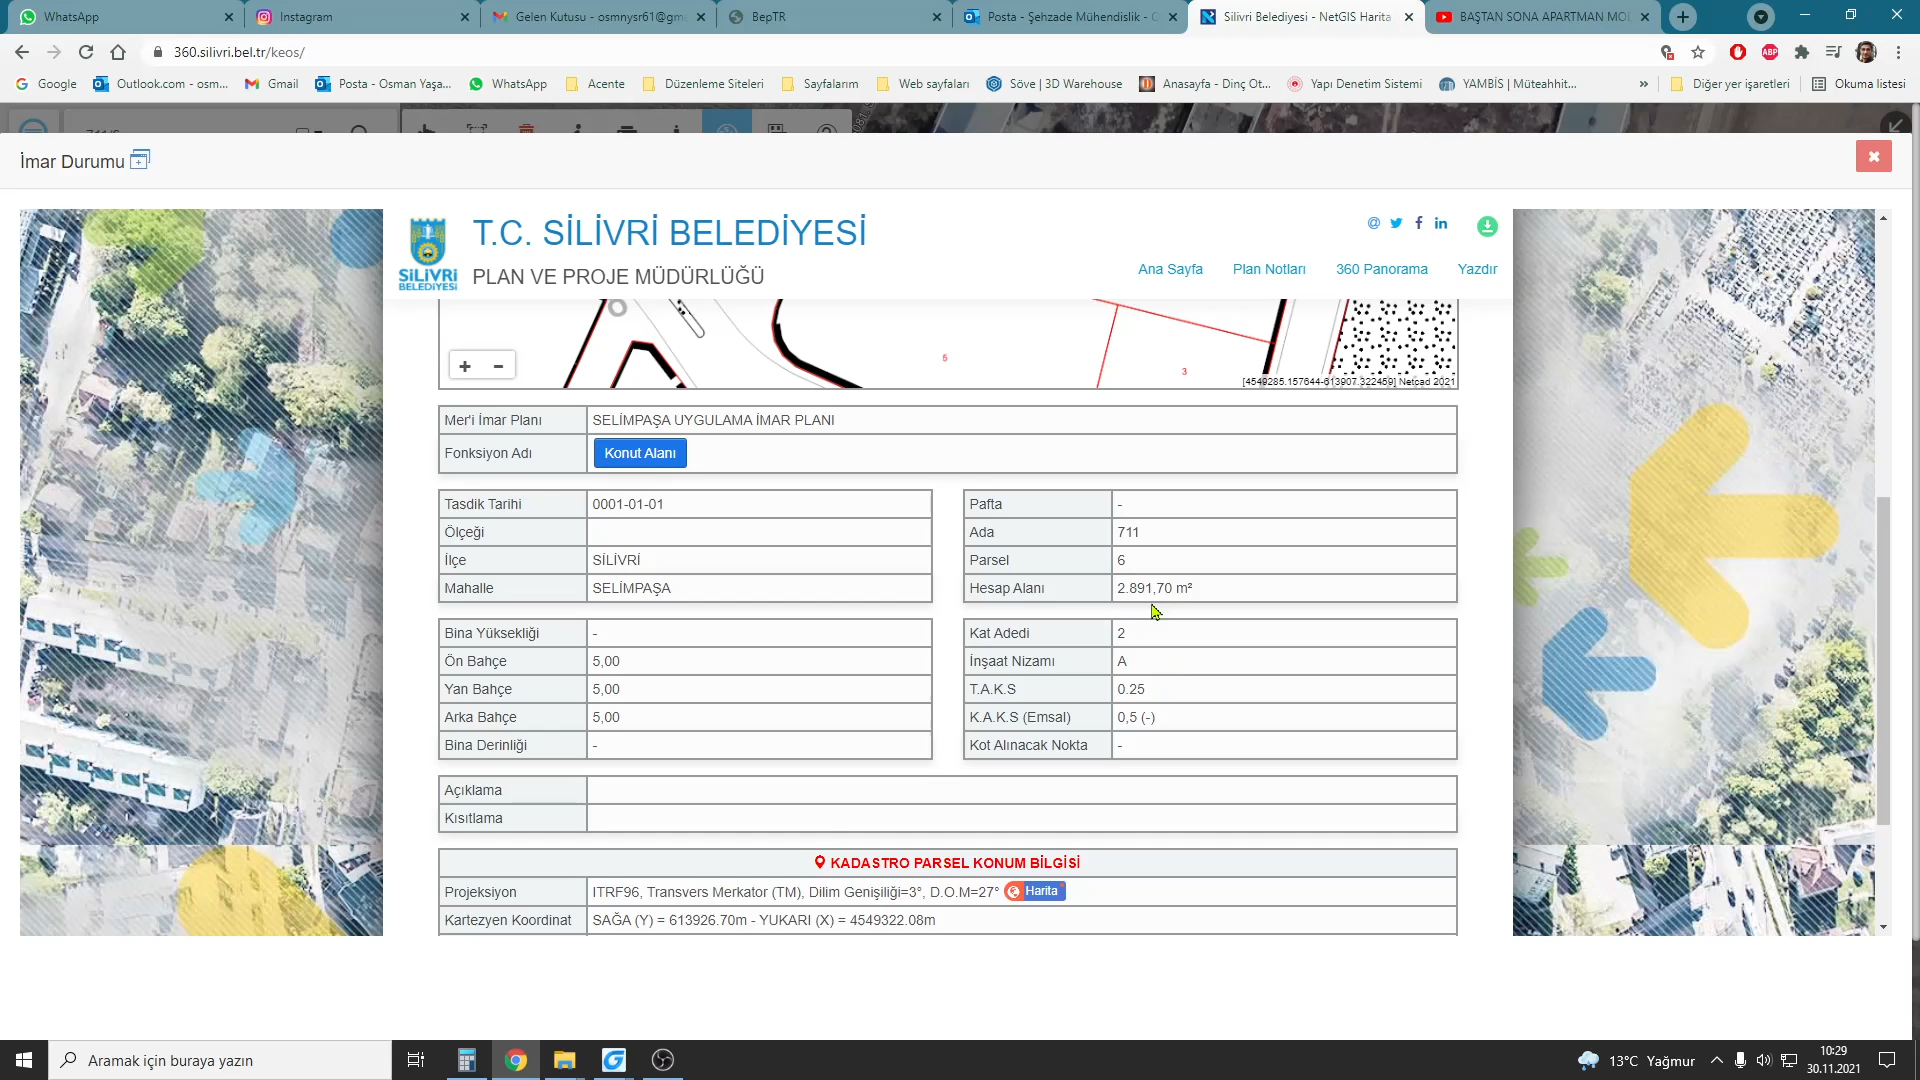 WhatsApp
Instagram
Gelen Kutusu - osmnysr61@gma
BepTR
Posta - Şehzade Mühendislik - O
Silivri Belediyesi - NetGIS Harita
BAŞTAN SONA APARTMAN MOD
360.silivri.bel.tr/keos/
ABP
Google
Outlook.com - osm...
Gmail
Posta - Osman Yaşa...
WhatsApp
Acente
Düzenleme Siteleri
Sayfalarım
Web sayfaları
Söve | 3D Warehouse
Anasayfa - Dinç Ot...
Yapı Denetim Sistemi
YAMBİS | Müteahhit...
»
Diğer yer işaretleri
Okuma listesi
İmar Durumu
SİLİVRİ
BELEDİYESİ
T.C. SİLİVRİ BELEDİYESİ
PLAN VE PROJE MÜDÜRLÜĞÜ
Ana Sayfa
Plan Notları
360 Panorama
Yazdır
+ −
3
[4549285.157644-613907.322459] Netcad 2021
Mer'i İmar Planı SELİMPAŞA UYGULAMA İMAR PLANI
Fonksiyon Adı Konut Alanı
Tasdik Tarihi 0001-01-01
Ölçeği
İlçe SİLİVRİ
Mahalle SELİMPAŞA
Pafta -
Ada 711
Parsel 6
Hesap Alanı 2.891,70 m²
Bina Yüksekliği -
Ön Bahçe 5,00
Yan Bahçe 5,00
Arka Bahçe 5,00
Bina Derinliği -
Kat Adedi 2
İnşaat Nizamı A
T.A.K.S 0.25
K.A.K.S (Emsal) 0,5 (-)
Kot Alınacak Nokta -
Açıklama
Kısıtlama
KADASTRO PARSEL KONUM BİLGİSİ
Projeksiyon ITRF96, Transvers Merkator (TM), Dilim Genişiliği=3°, D.O.M=27° Harita
Kartezyen Koordinat SAĞA (Y) = 613926.70m - YUKARI (X) = 4549322.08m
Aramak için buraya yazın
13°C Yağmur
10:29
30.11.2021